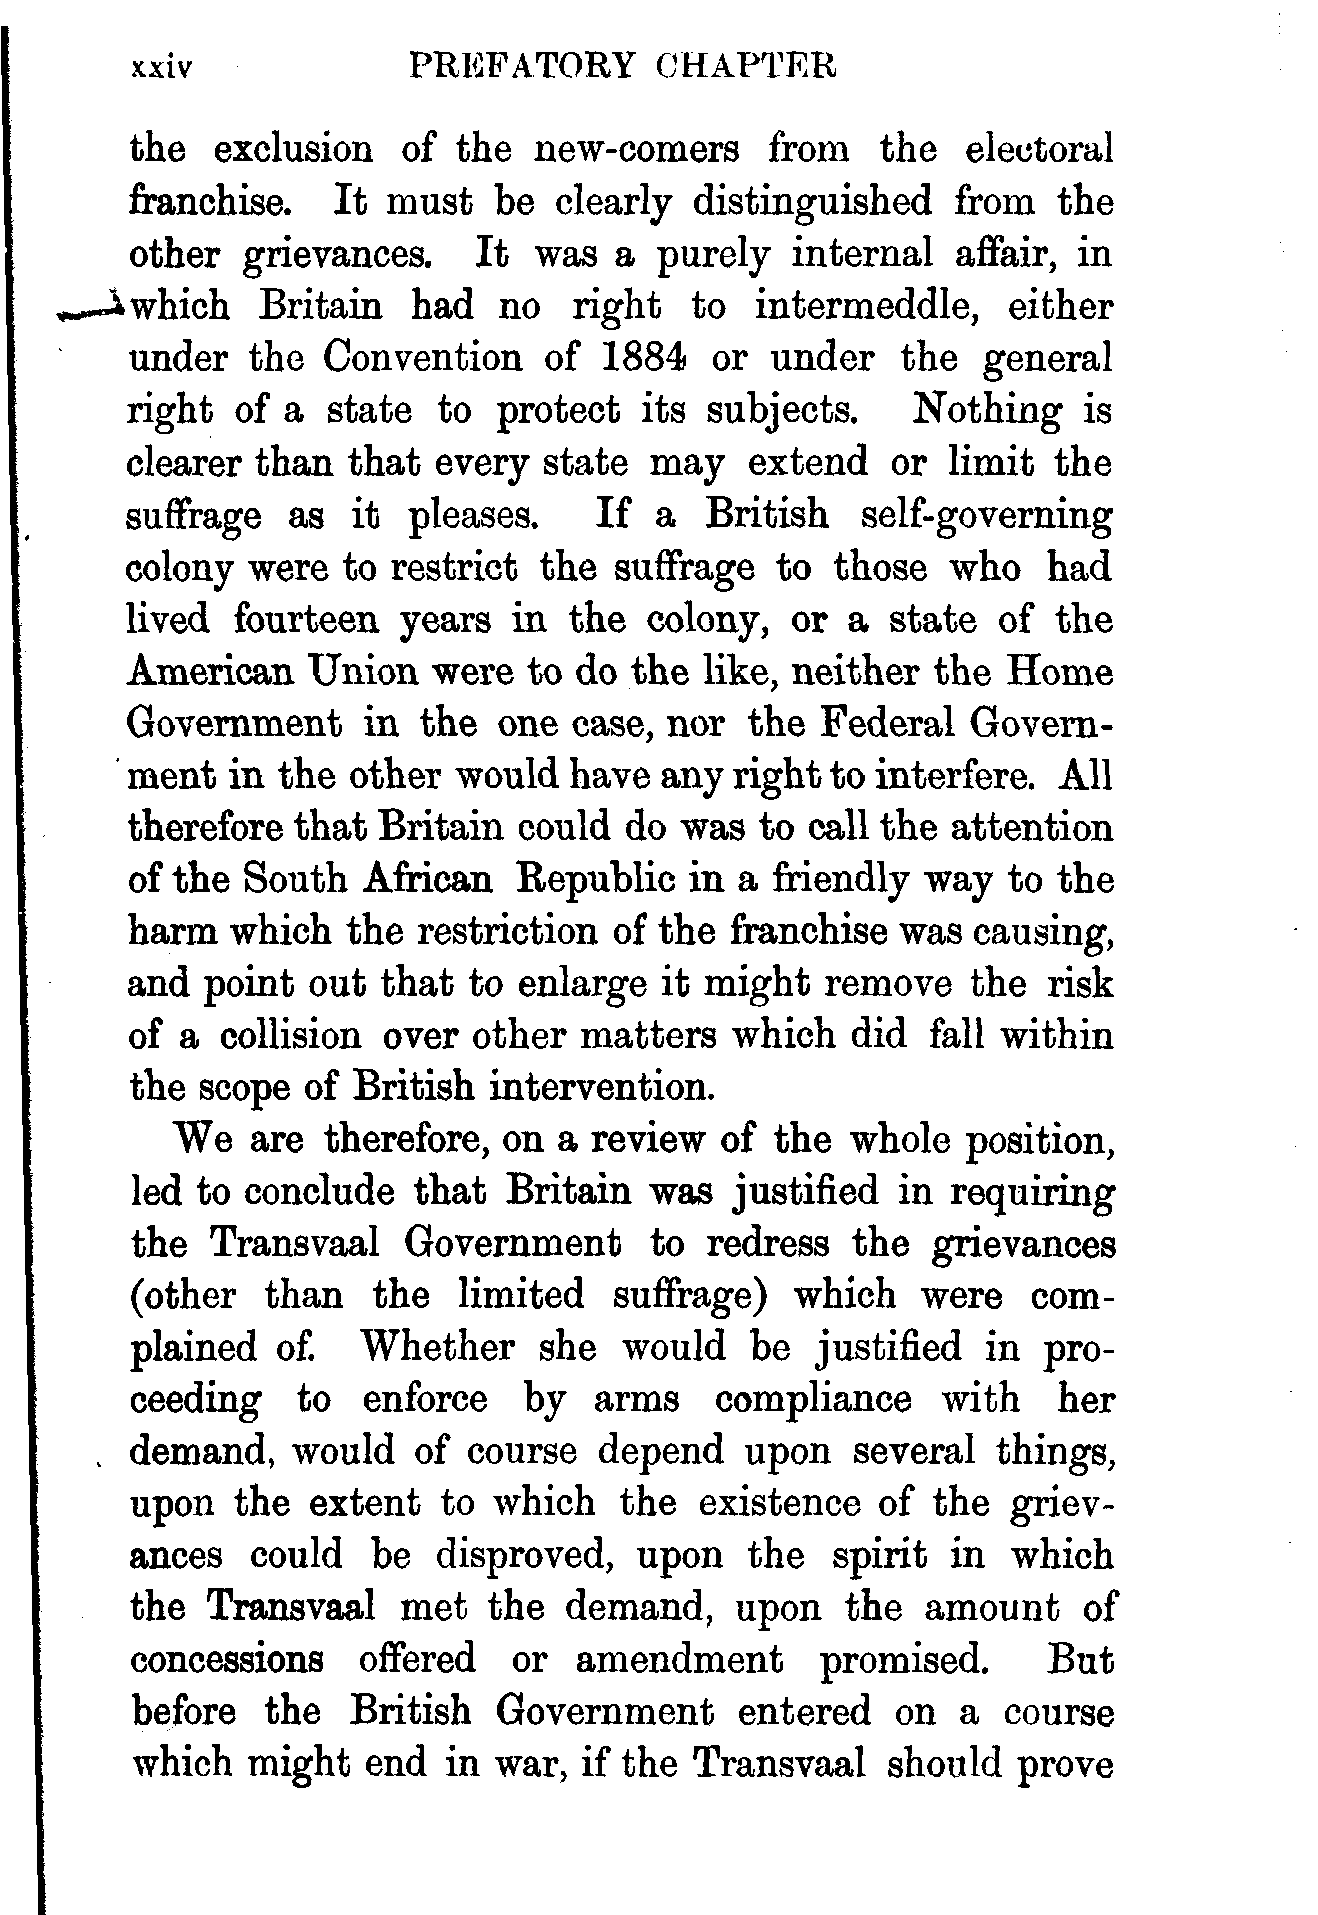 xxiv PREFATORY CHAPTER
the exclusion of the new-comers from the electoral
franchise. It must be clearly distinguished from the
other grievances. It was a purely internal affair, in
which Britain had no right to intermeddle, either
under the Convention of 1884 or under the general
right of a state to protect its subjects. Nothing is
clearer than that every state may extend or limit the
suffrage as it pleases. If a British self-governing
colony were to restrict the suffrage to those who had
lived fourteen years in the colony, or a state of the
American Union were to do the like, neither the Home
Government in the one case, nor the Federal Govern-
ment in the other would have any right to interfere. All
therefore that Britain could do was to call the attention
of the South African Republic in a friendly way to the
harm which the restriction of the franchise was causing,
and point out that to enlarge it might remove the risk
of a collision over other matters which did fall within
the scope of British intervention.
We are therefore, on a review of the whole position,
led to conclude that Britain was justified in requiring
the Transvaal Government to redress the grievances
(other than the limited suffrage) which were com-
plained of. Whether she would be justified in pro-
ceeding to enforce by arms compliance with her
demand, would of course depend upon several things,
upon the extent to which the existence of the griev-
ances could be disproved, upon the spirit in which
the Transvaal met the demand, upon the amount of
concessions offered or amendment promised. But
before the British Government entered on a course
which might end in war, if the Transvaal should prove